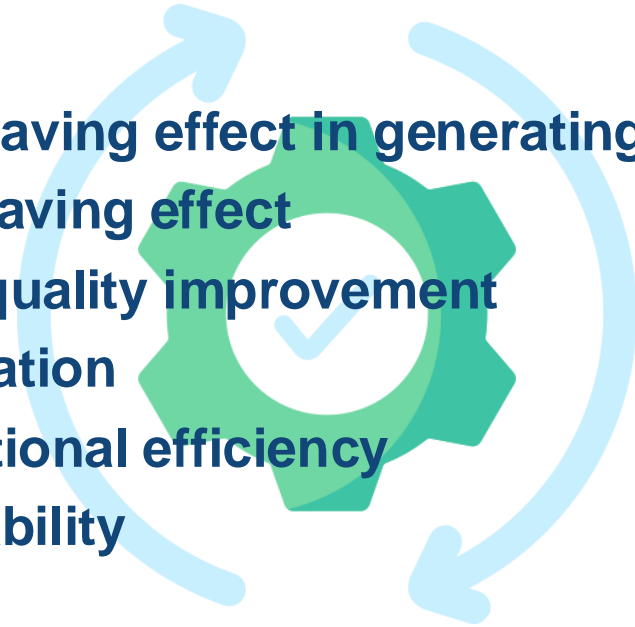 aving effect in generating
aving effect
quality improvement
ation
tional efficiency
bility